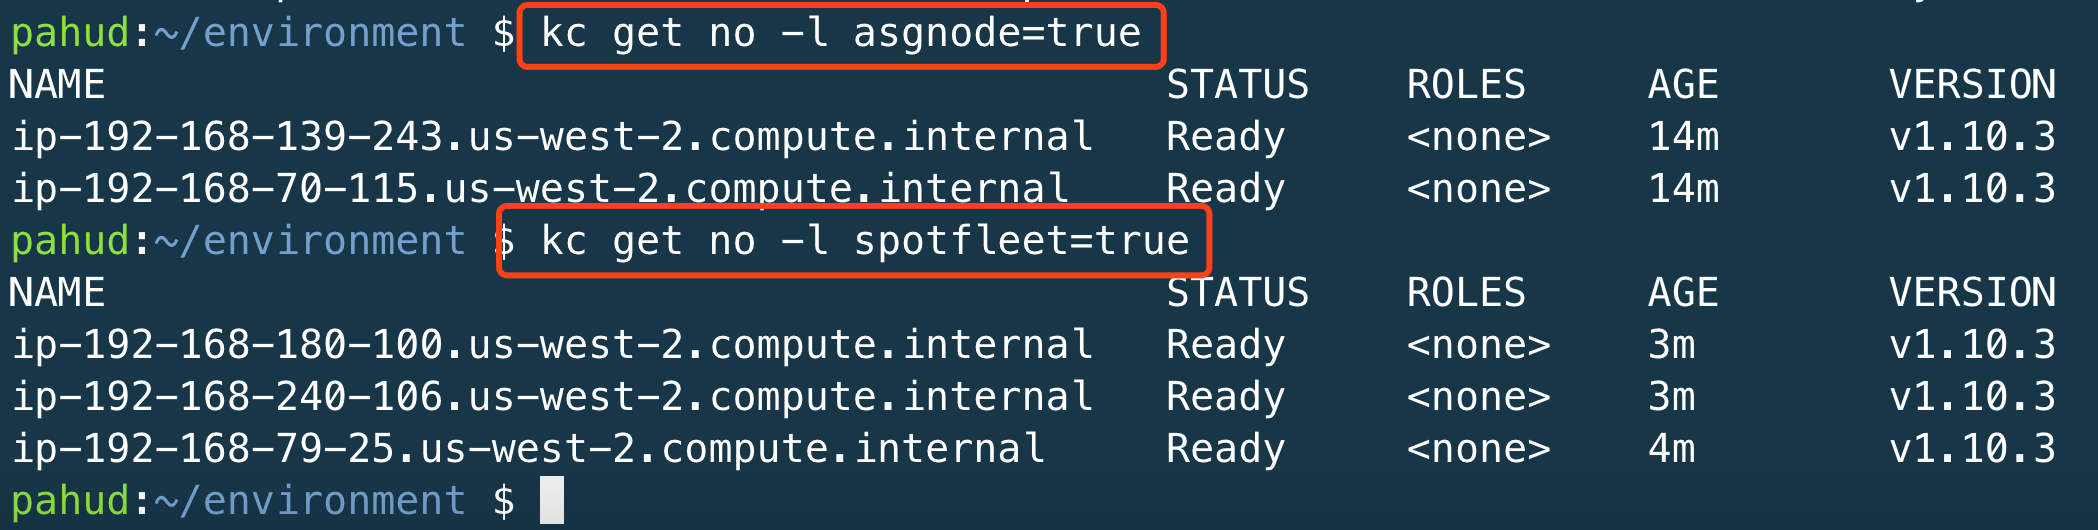 pahud:~/environment $ kc get no -l asgnode=true
NAME STATUS ROLES AGE VERSION
ip-192-168-139-243.us-west-2.compute.internal Ready <none> 14m v1.10.3
ip-192-168-70-115.us-west-2.compute.internal Ready <none> 14m v1.10.3
pahud:~/environment $ kc get no -l spotfleet=true
NAME STATUS ROLES AGE VERSION
ip-192-168-180-100.us-west-2.compute.internal Ready <none> 3m v1.10.3
ip-192-168-240-106.us-west-2.compute.internal Ready <none> 3m v1.10.3
ip-192-168-79-25.us-west-2.compute.internal Ready <none> 4m v1.10.3
pahud:~/environment $